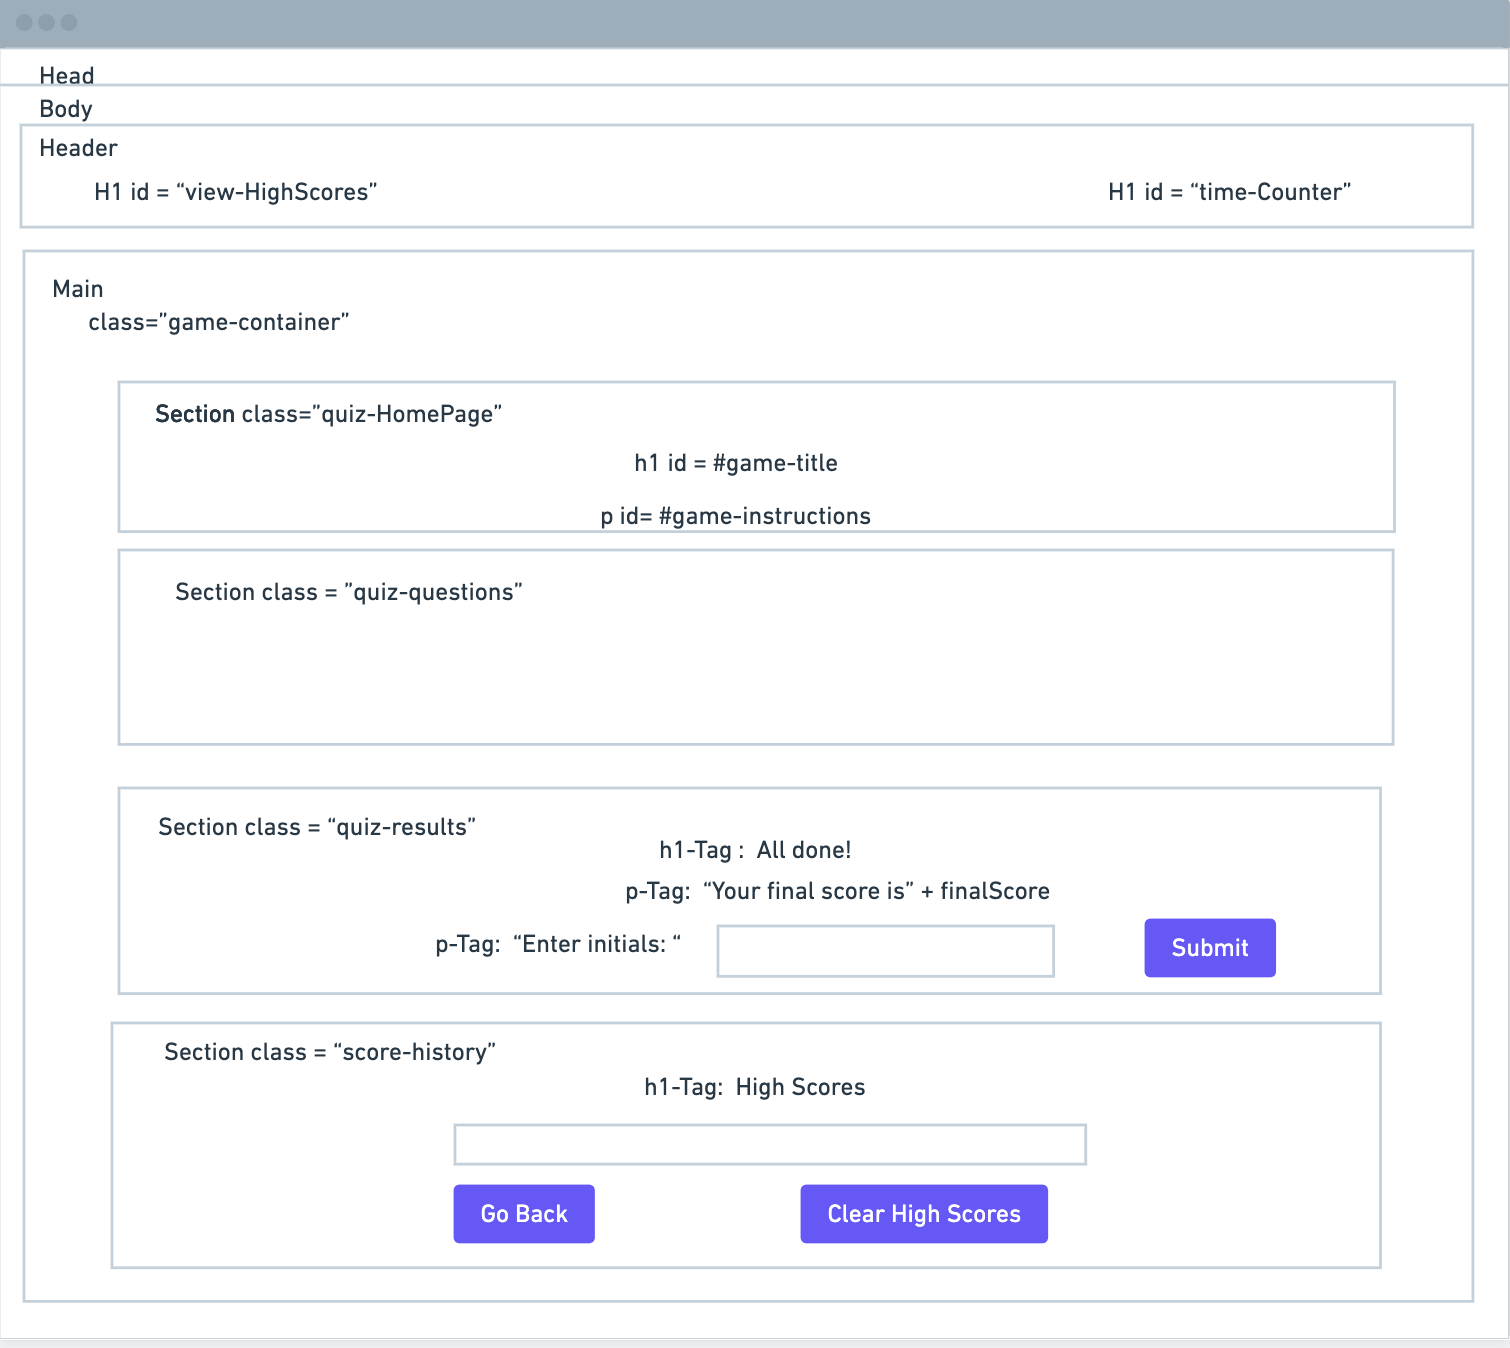 Head
Body
Header
H1 id = “view-HighScores”
H1 id = “time-Counter”
Main
class=”game-container”
Section class=”quiz-HomePage”
h1 id = #game-title
p id= #game-instructions
Section class = ”quiz-questions”
Section class = “quiz-results”
h1-Tag :  All done!
p-Tag:  “Your final score is” + finalScore
p-Tag:  “Enter initials: “
Submit
Section class = “score-history”
h1-Tag:  High Scores
Go Back
Clear High Scores